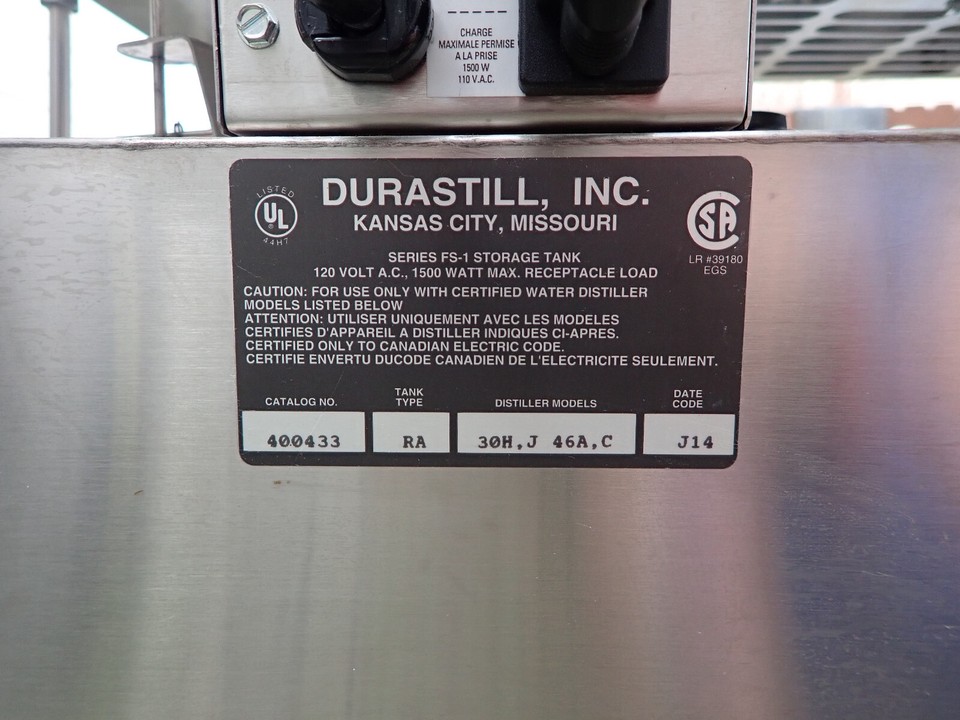 CHARGE
MAXIMALE PERMISE
A LA PRISE
1500 W
110 V.A.C.
LISTED
UL
®
44H7
DURASTILL, INC.
KANSAS CITY, MISSOURI
SA
LR #39180
EGS
SERIES FS-1 STORAGE TANK
120 VOLT A.C., 1500 WATT MAX. RECEPTACLE LOAD
CAUTION: FOR USE ONLY WITH CERTIFIED WATER DISTILLER
MODELS LISTED BELOW
ATTENTION: UTILISER UNIQUEMENT AVEC LES MODELES
CERTIFIES D'APPAREIL A DISTILLER INDIQUES CI-APRES.
CERTIFIED ONLY TO CANADIAN ELECTRIC CODE.
CERTIFIE ENVERTU DUCODE CANADIEN DE L'ELECTRICITE SEULEMENT.
CATALOG NO. TANK TYPE DISTILLER MODELS DATE CODE
400433 RA 30H,J 46A,C J14